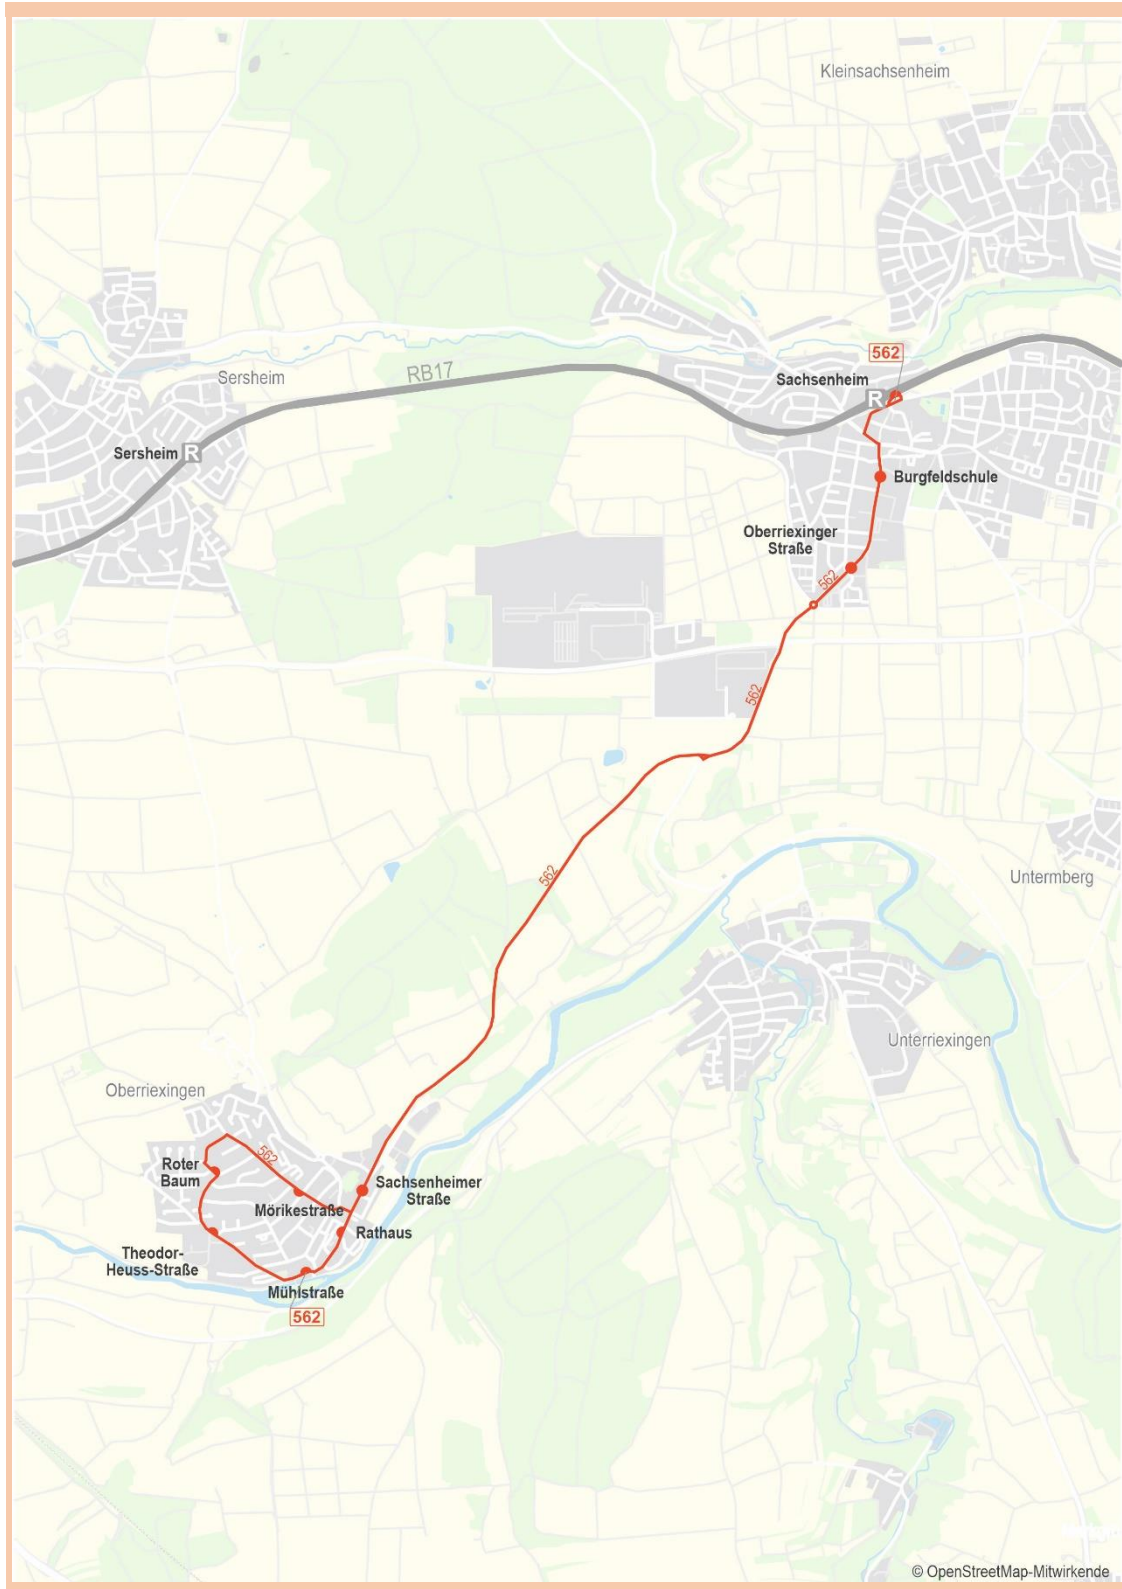 Kleinsachsenheim
562
Sachsenheim
R
RB17
Sersheim
Sersheim R
Burgfeldschule
Oberriexinger
Straße
562
562
562
Untermberg
Unterriexingen
Oberriexingen
562
Roter
Baum
Sachsenheimer
Straße
Mörikestraße
Rathaus
Theodor-
Heuss-Straße
Mühlstraße
562
© OpenStreetMap-Mitwirkende